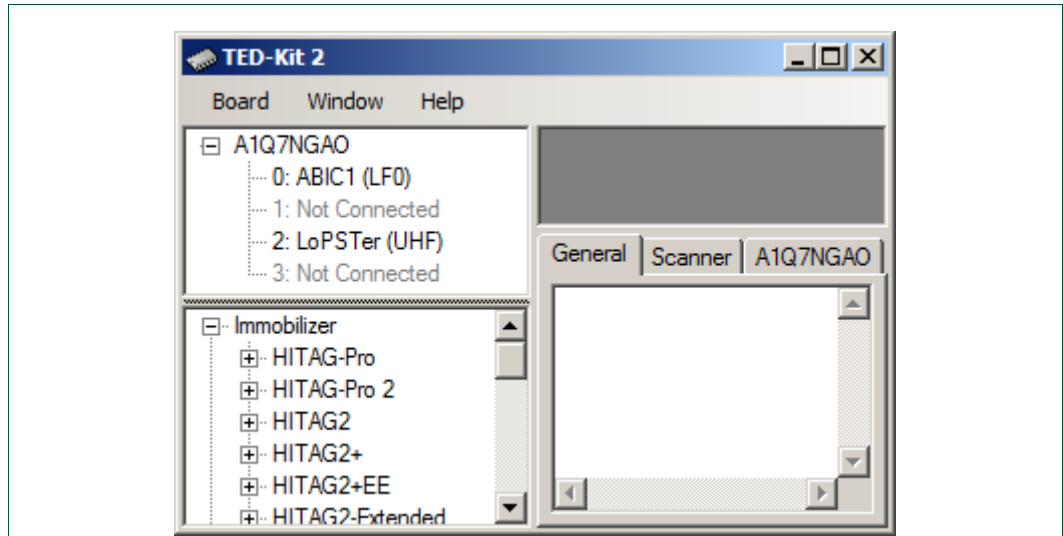 TED-Kit 2
Board Window Help
A1Q7NGAO
0: ABIC1 (LF0)
1: Not Connected
2: LoPSTer (UHF)
3: Not Connected
General Scanner A1Q7NGAO
Immobilizer
HITAG-Pro
HITAG-Pro 2
HITAG2
HITAG2+
HITAG2+EE
HITAG2-Extended